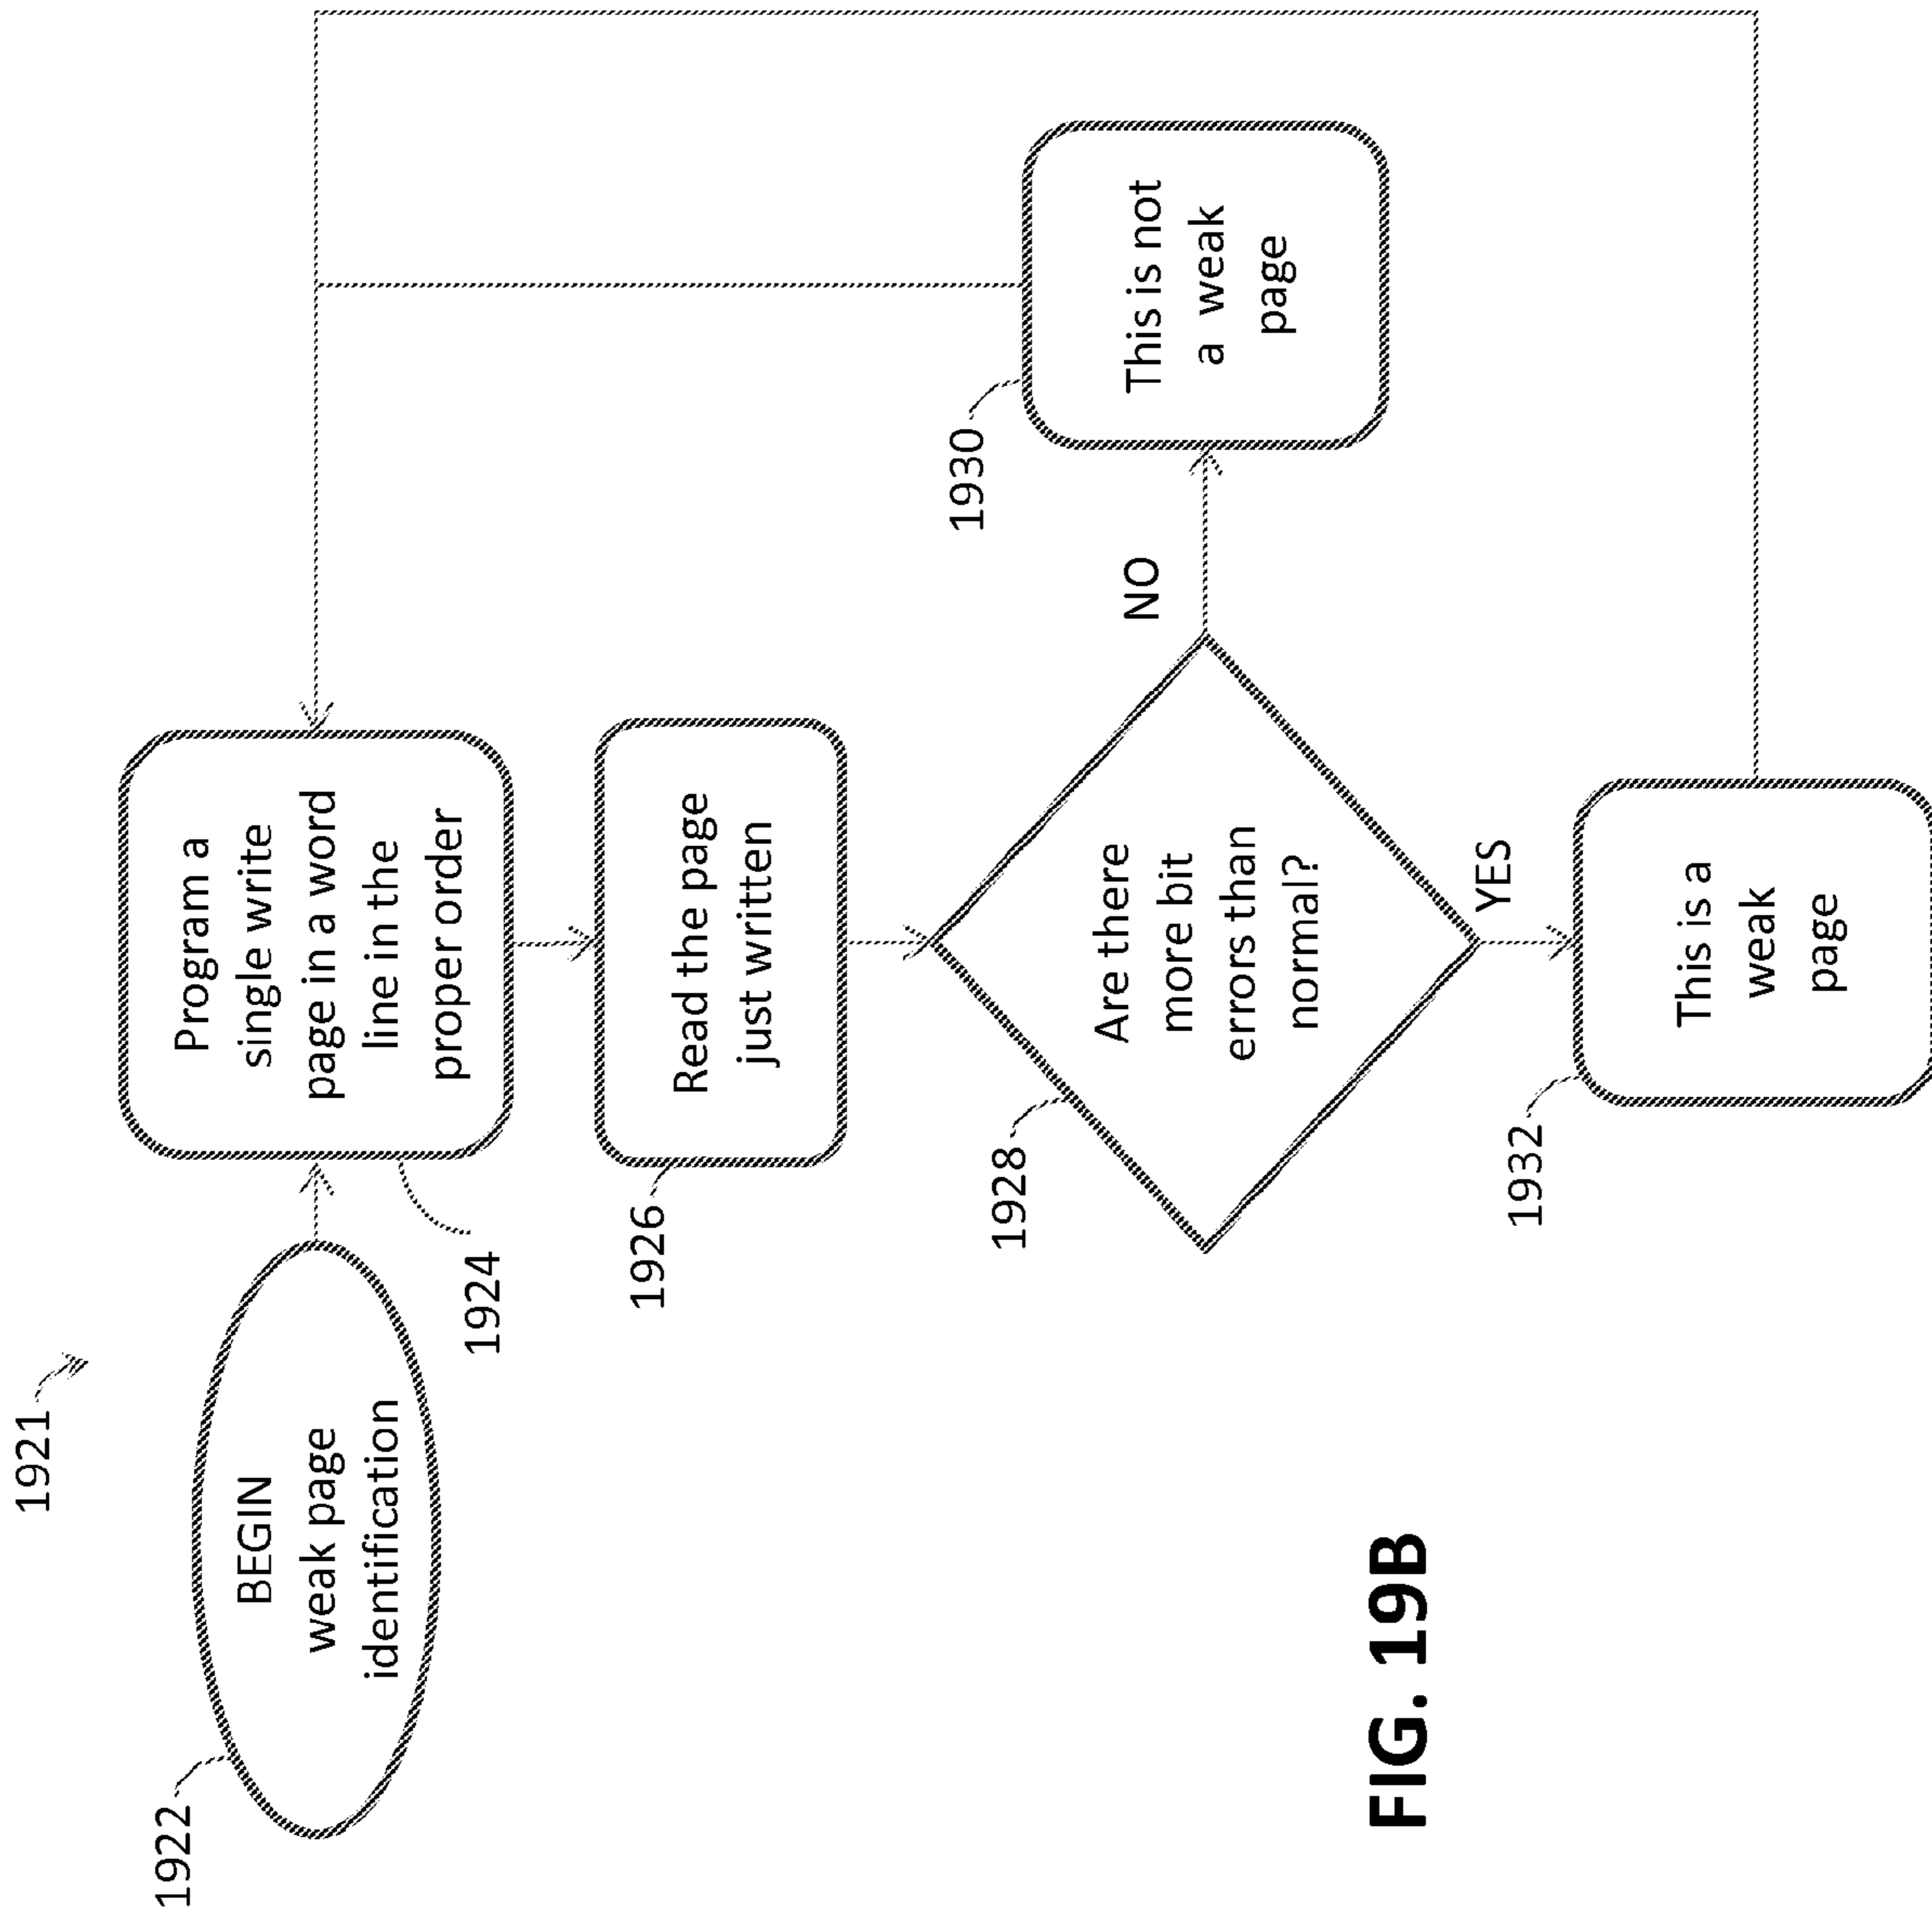 1921
1922
BEGIN
weak page
identification
1924
Program a
single write
page in a word
line in the
proper order
1926
Read the page
just written
1928
Are there
more bit
errors than
normal?
NO
1930
This is not
a weak
page
YES
1932
This is a
weak
page
FIG. 19B